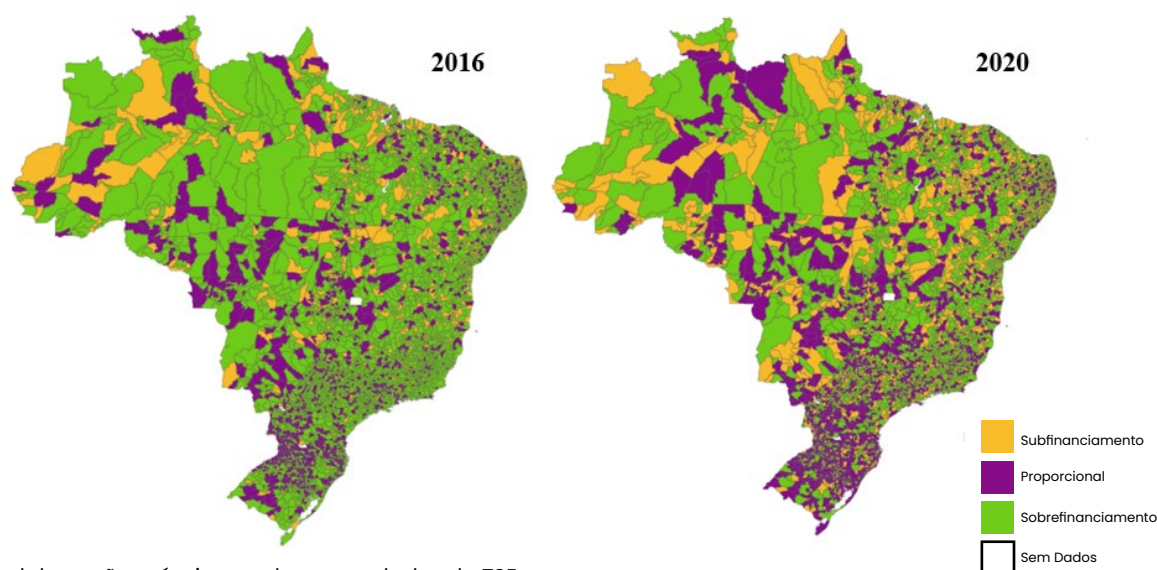 2016
2020
Subfinanciamento
Proporcional
Sobrefinanciamento
Sem Dados